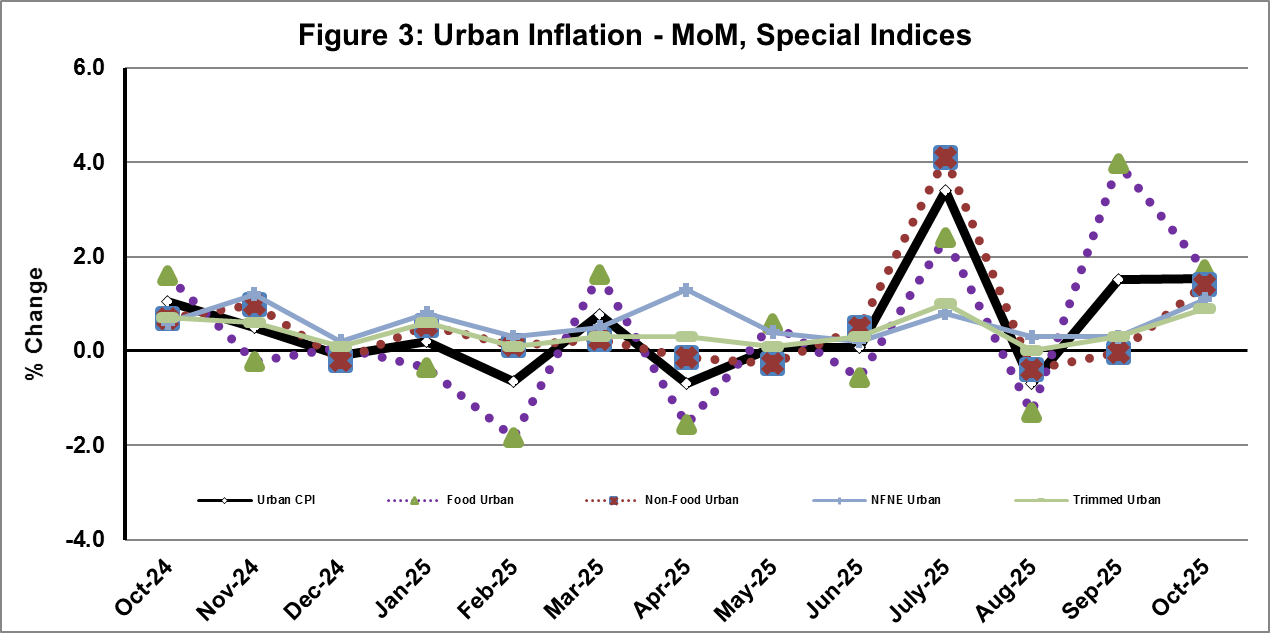 Figure 3: Urban Inflation - MoM, Special Indices
6.0
4.0
2.0
0.0
-2.0
-4.0
% Change
Urban CPI
Food Urban
Non-Food Urban
NFNE Urban
Trimmed Urban
Oct-24
Nov-24
Dec-24
Jan-25
Feb-25
Mar-25
Apr-25
May-25
Jun-25
July-25
Aug-25
Sep-25
Oct-25